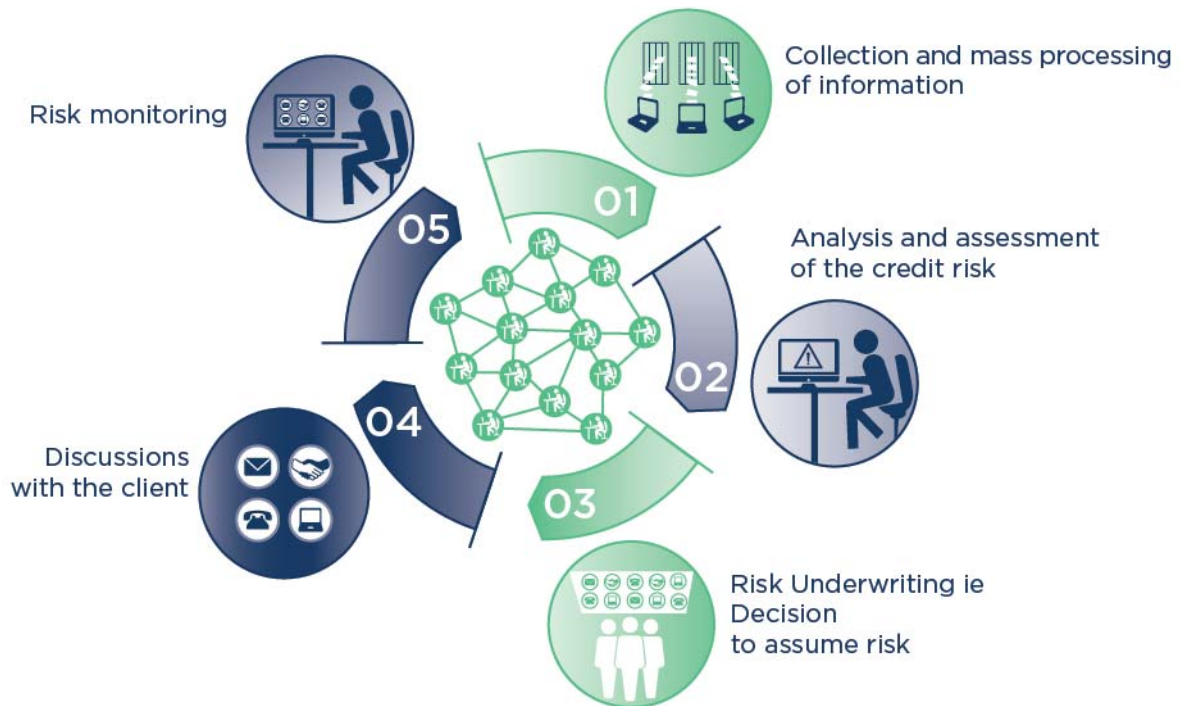 01
Collection and mass processing
of information
02
Analysis and assessment
of the credit risk
03
Risk Underwriting ie
Decision
to assume risk
04
Discussions
with the client
05
Risk monitoring